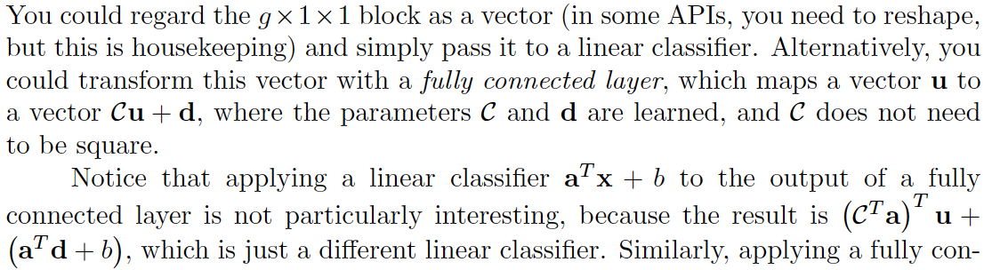 You could regard the g × 1 × 1 block as a vector (in some APIs, you need to reshape,
but this is housekeeping) and simply pass it to a linear classifier. Alternatively, you
could transform this vector with a fully connected layer, which maps a vector u to
a vector 𝒞u + d, where the parameters 𝒞 and d are learned, and 𝒞 does not need
to be square.
Notice that applying a linear classifier aᵀx + b to the output of a fully
connected layer is not particularly interesting, because the result is (𝒞ᵀa)ᵀ u +
(aᵀd + b), which is just a different linear classifier. Similarly, applying a fully con-